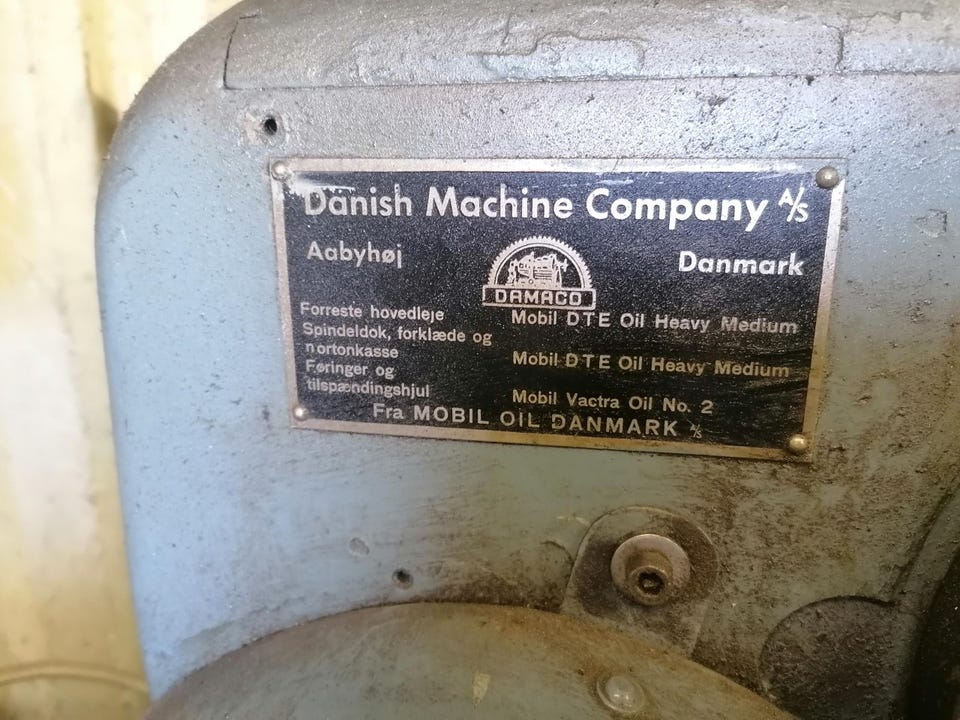 Danish Machine Company A/S
Aabyhøj Danmark
DAMACO
Forreste hovedleje Mobil DTE Oil Heavy Medium
Spindeldok, forklæde og
nortonkasse Mobil DTE Oil Heavy Medium
Føringer og
tilspændingshjul Mobil Vactra Oil No. 2
Fra MOBIL OIL DANMARK A/S